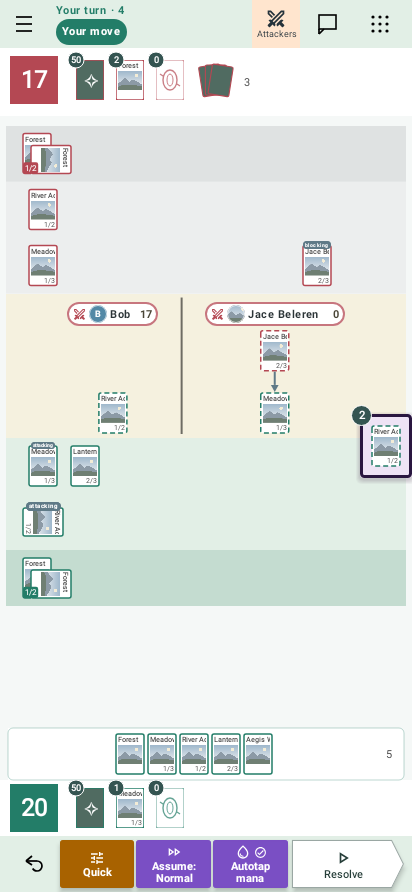 Your turn · 4
Your move
Attackers
17
50
2
Forest
0
3
Forest
Forest
1/2
River Ac
1/2
Meadow
1/3
blocking
Jace Be
2/3
B
Bob 17
Jace Beleren 0
Jace Be
2/3
River Ac
1/2
Meadow
1/3
2
River Ac
1/2
attacking
Meadow
1/3
Lantern
2/3
attacking
River Ac
1/2
Forest
Forest
1/2
Forest
Meadow
1/3
River Ac
1/2
Lantern
2/3
Aegis W
5
20
50
1
Meadow
1/3
0
Quick
Assume:
Normal
Autotap
mana
Resolve